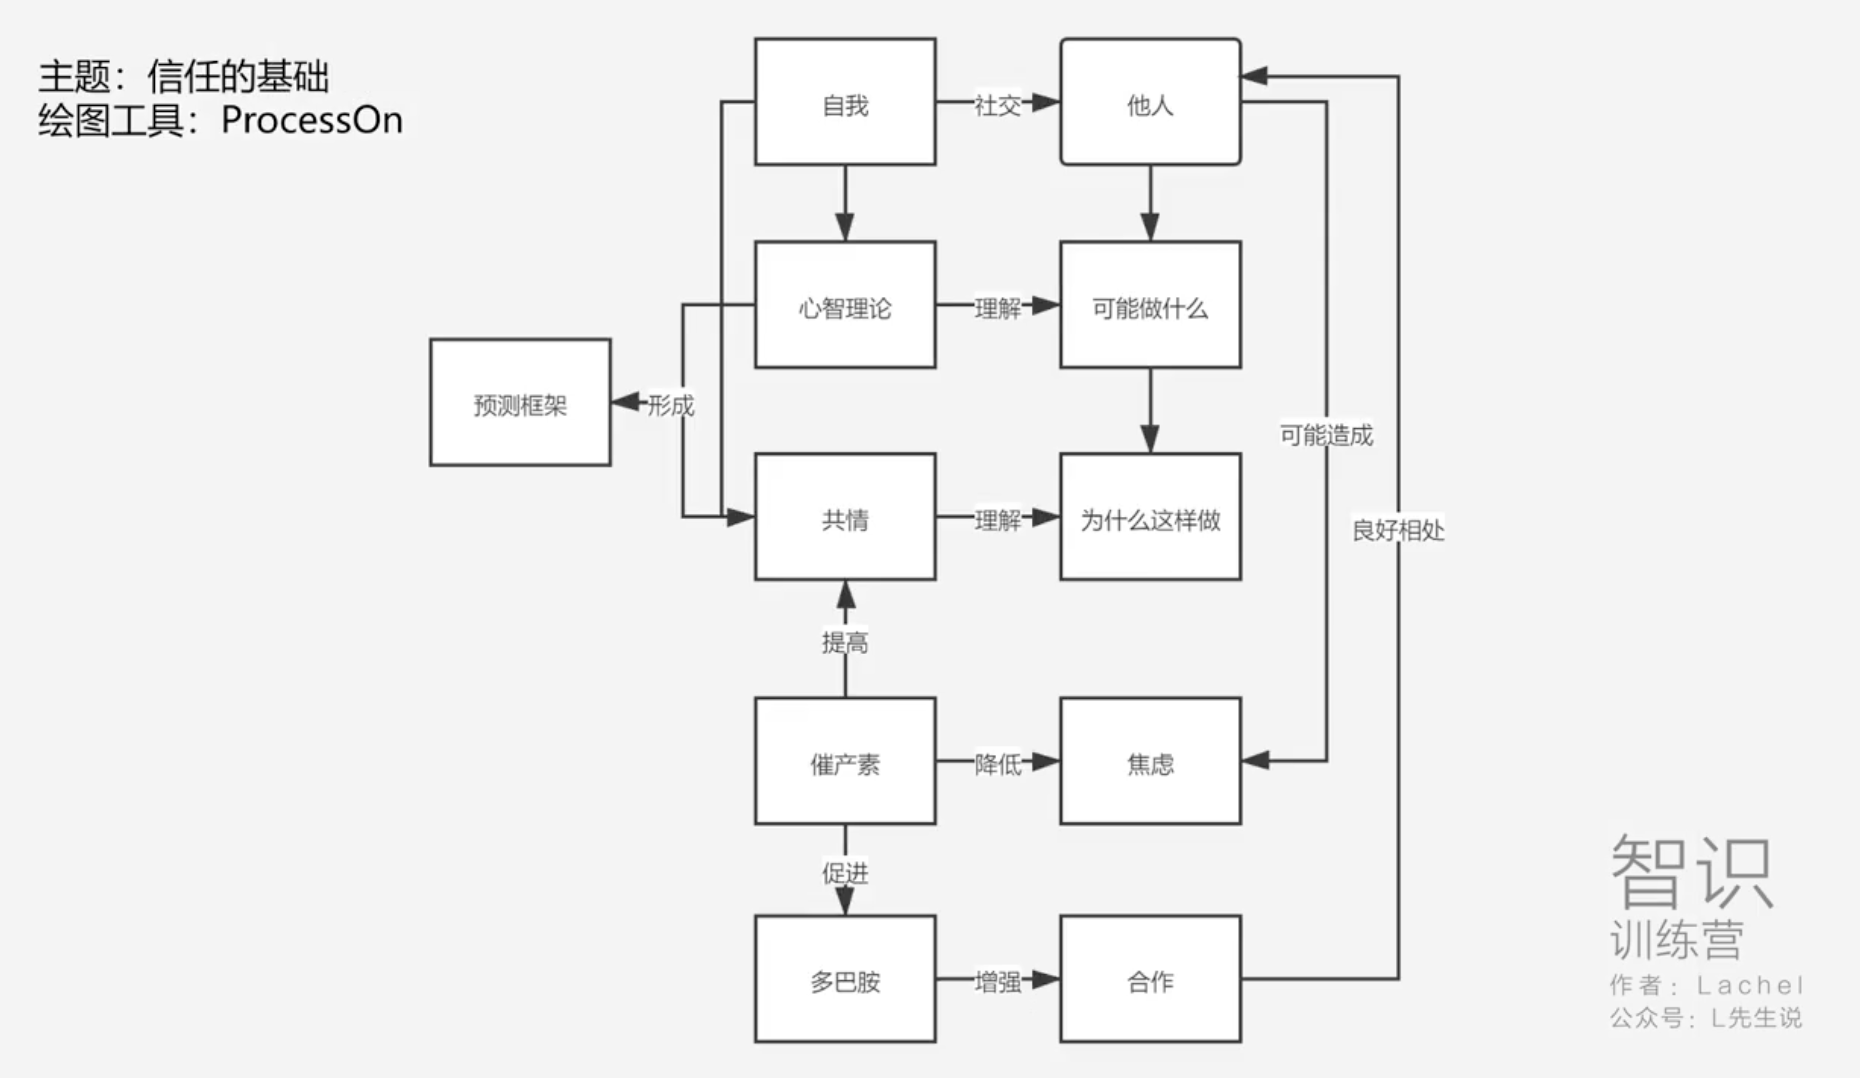 主题：信任的基础
绘图工具：ProcessOn
自我
社交
他人
心智理论
理解
可能做什么
预测框架
形成
可能造成
共情
理解
为什么这样做
良好相处
提高
催产素
降低
焦虑
促进
多巴胺
增强
合作
智识
训练营
作者：Lachel
公众号：L先生说